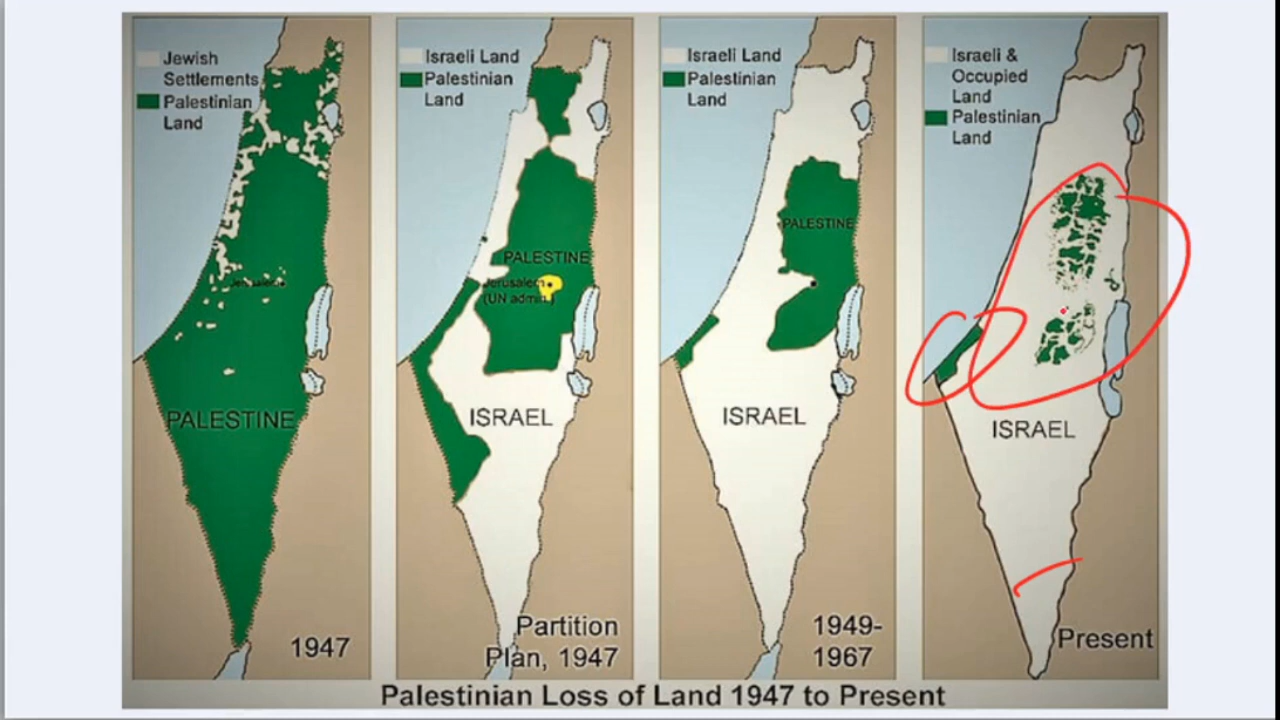 Jewish
Settlements
Palestinian
Land
Jerusalem
PALESTINE
1947
Israeli Land
Palestinian
Land
PALESTINE
Jerusalem
(UN admin.)
ISRAEL
Partition
Plan, 1947
Israeli Land
Palestinian
Land
PALESTINE
ISRAEL
1949-
1967
Israeli &
Occupied
Land
Palestinian
Land
ISRAEL
Present
Palestinian Loss of Land 1947 to Present